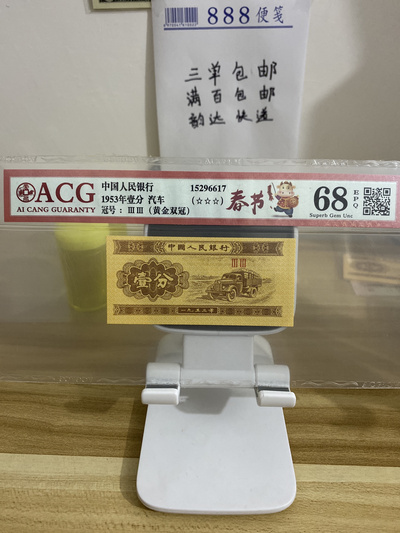 888便笺
三单包邮
满百包邮
韵达快递
ACG
AI CANG GUARANTY
中国人民银行
1953年壹分 汽车
冠号：ⅢⅢ（黄金双冠）
15296617
(☆☆☆)
春节
68
EPQ
Superb Gem Unc
中国人民银行
ⅢⅢ
壹分
一九五三年